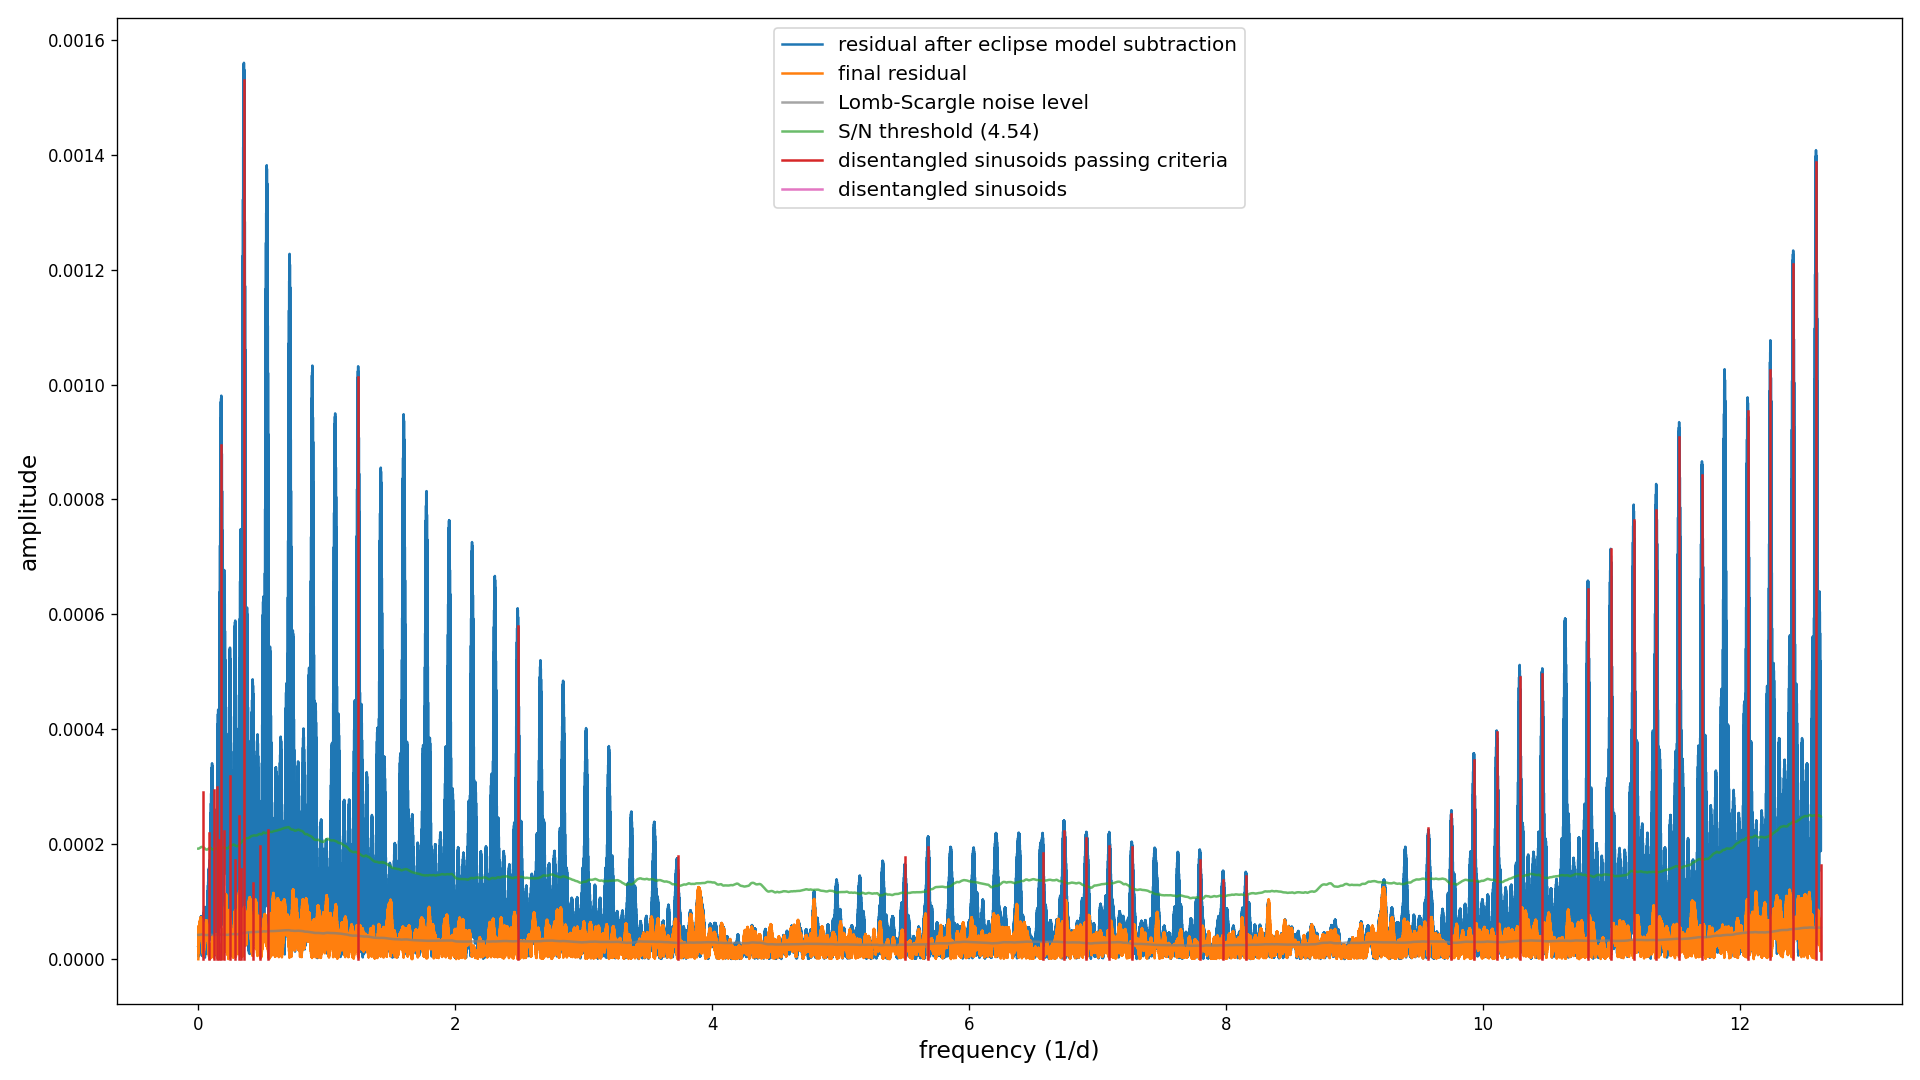 residual after eclipse model subtraction
final residual
Lomb-Scargle noise level
S/N threshold (4.54)
disentangled sinusoids passing criteria
disentangled sinusoids
0.0016
0.0014
0.0012
0.0010
0.0008
0.0006
0.0004
0.0002
0.0000
amplitude
0 2 4 6 8 10 12
frequency (1/d)